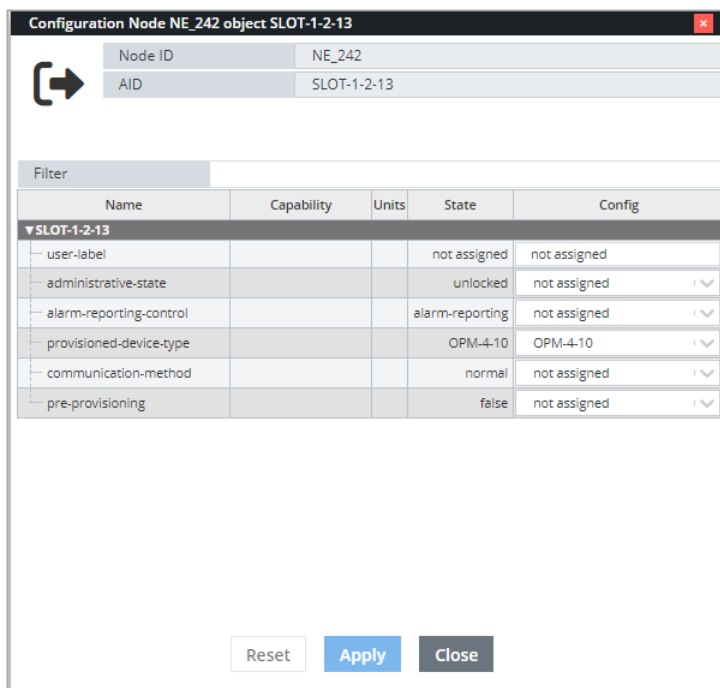 Configuration Node NE_242 object SLOT-1-2-13
Node ID NE_242
AID SLOT-1-2-13
Filter
Name Capability Units State Config
▼SLOT-1-2-13
user-label not assigned not assigned
administrative-state unlocked not assigned
alarm-reporting-control alarm-reporting not assigned
provisioned-device-type OPM-4-10 OPM-4-10
communication-method normal not assigned
pre-provisioning false not assigned
Reset Apply Close